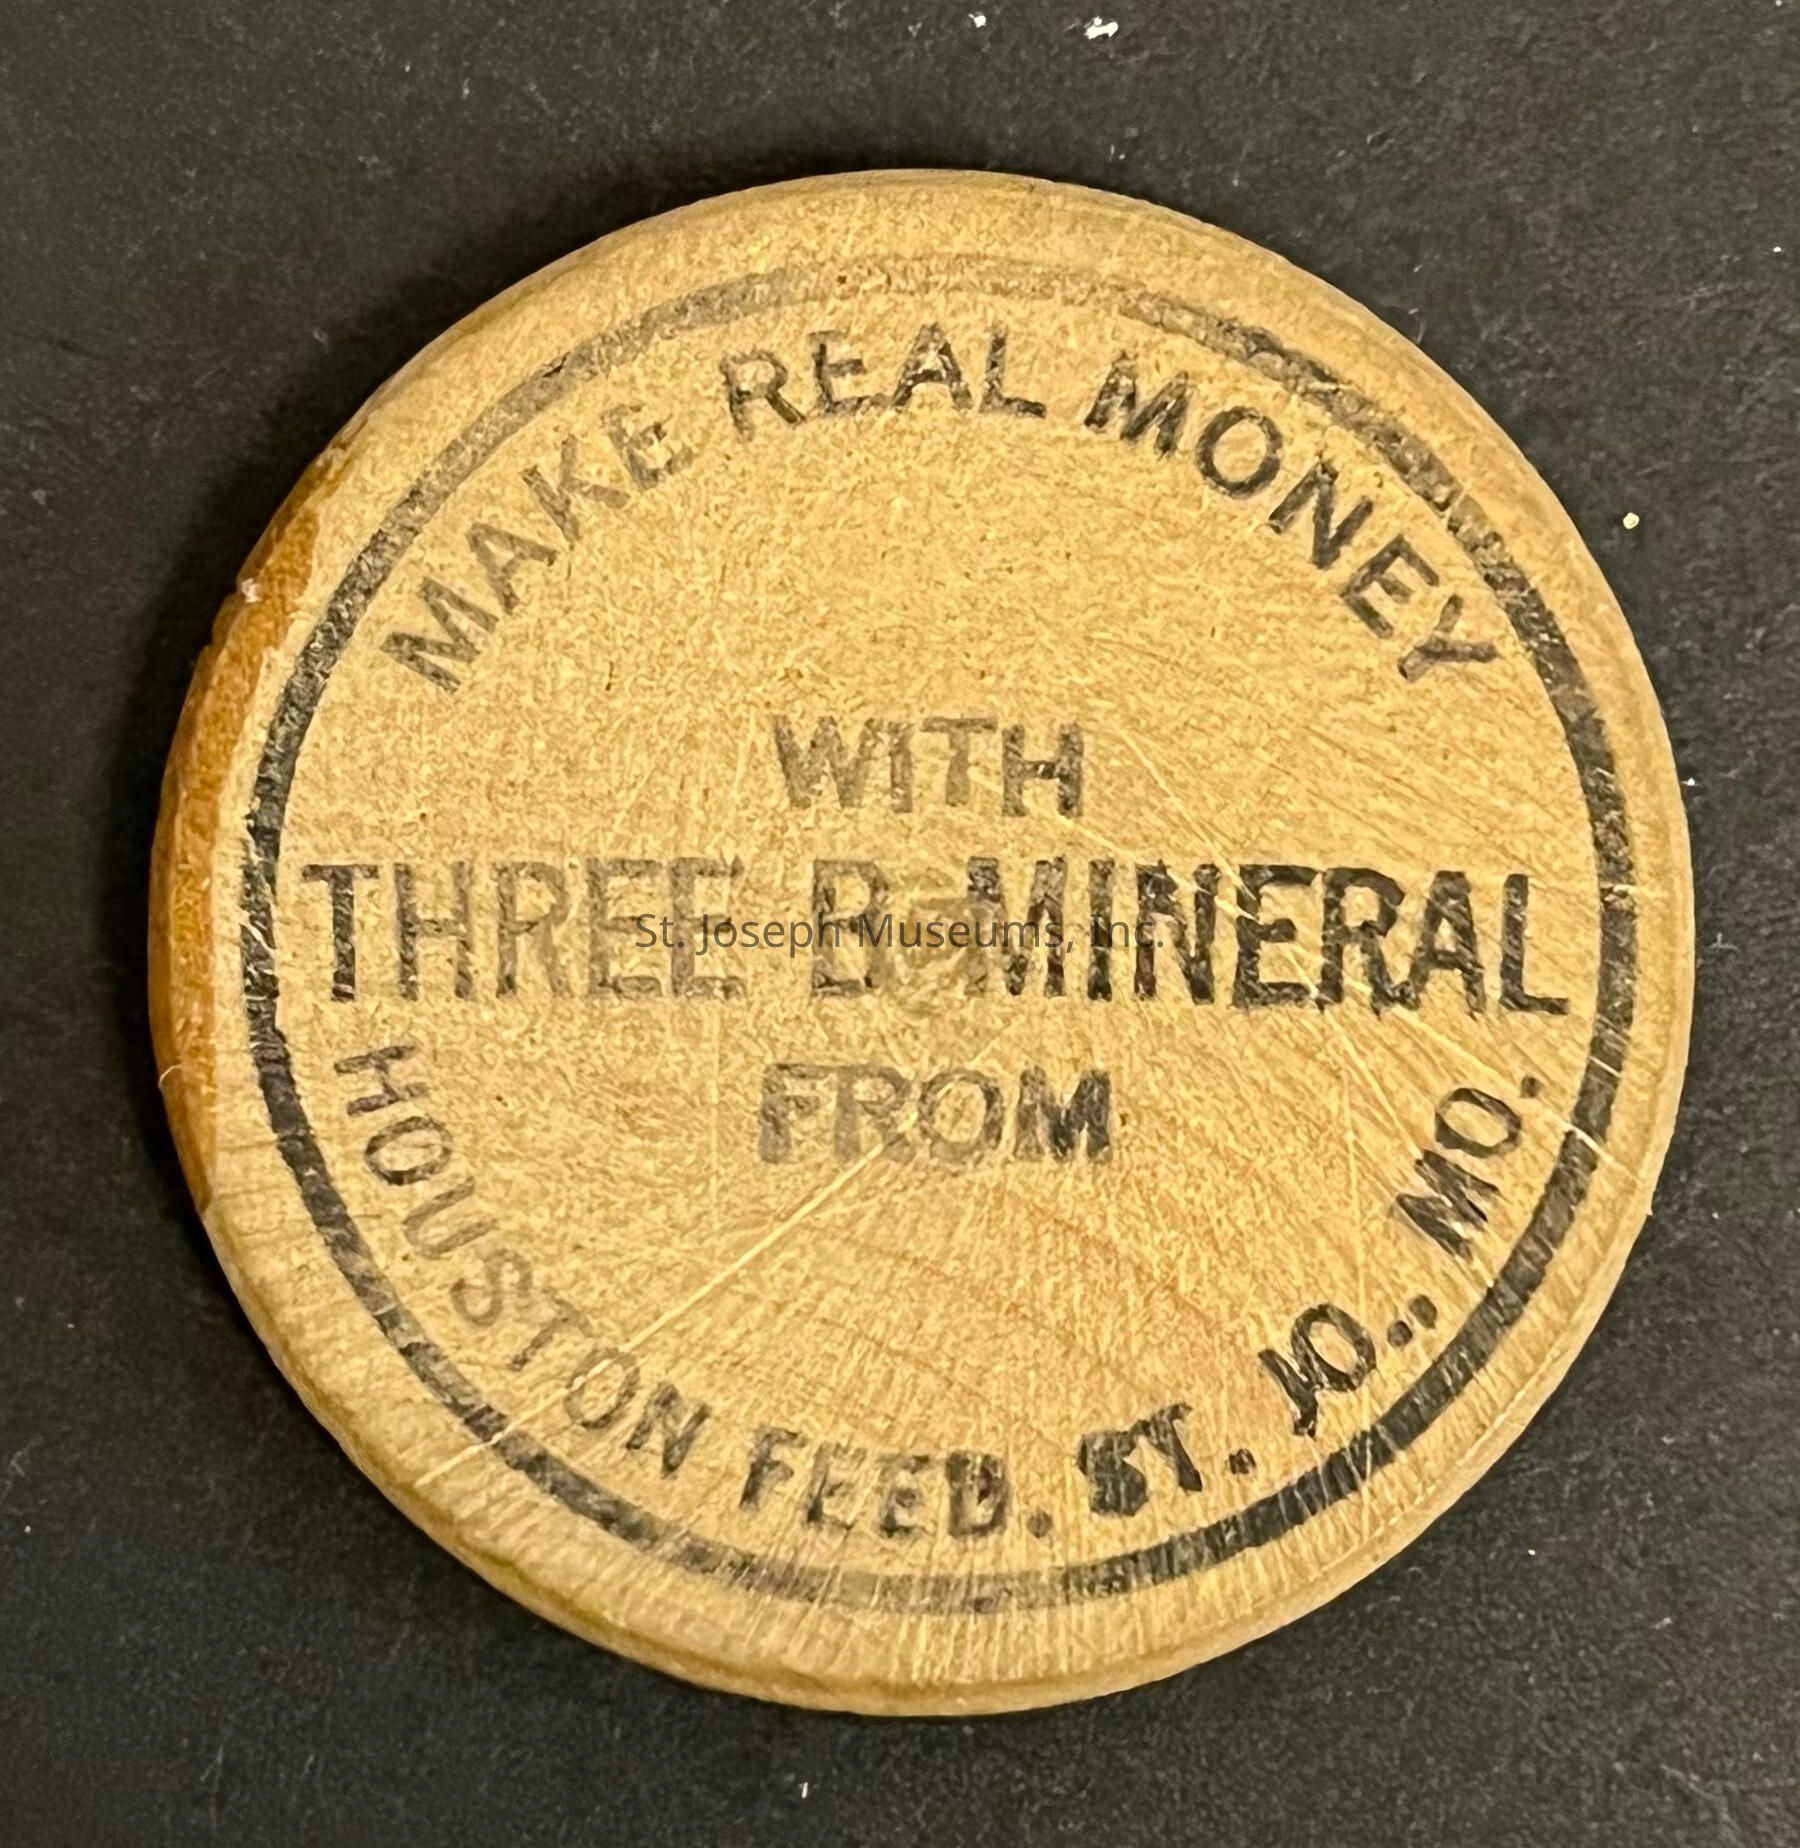 MAKE REAL MONEY
WITH
THREE B MINERAL
St. Joseph Museums, Inc.
FROM
HOUSTON FEED. ST. JO., MO.